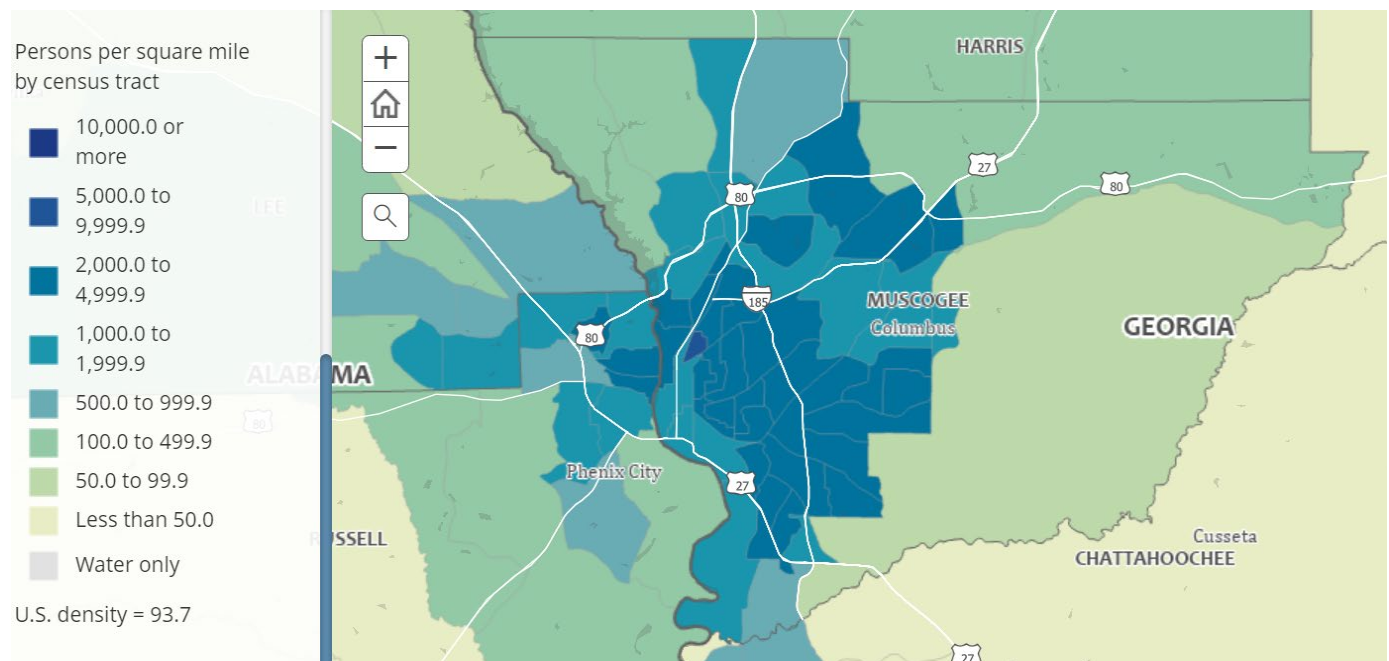 Persons per square mile
by census tract
10,000.0 or
more
5,000.0 to
9,999.9
2,000.0 to
4,999.9
1,000.0 to
1,999.9
500.0 to 999.9
100.0 to 499.9
50.0 to 99.9
Less than 50.0
Water only
U.S. density = 93.7
+
−
HARRIS
27
80
80
LEE
MUSCOGEE
185
Columbus
GEORGIA
80
ALABAMA
80
Phenix City
27
RUSSELL
Cusseta
CHATTAHOOCHEE
27